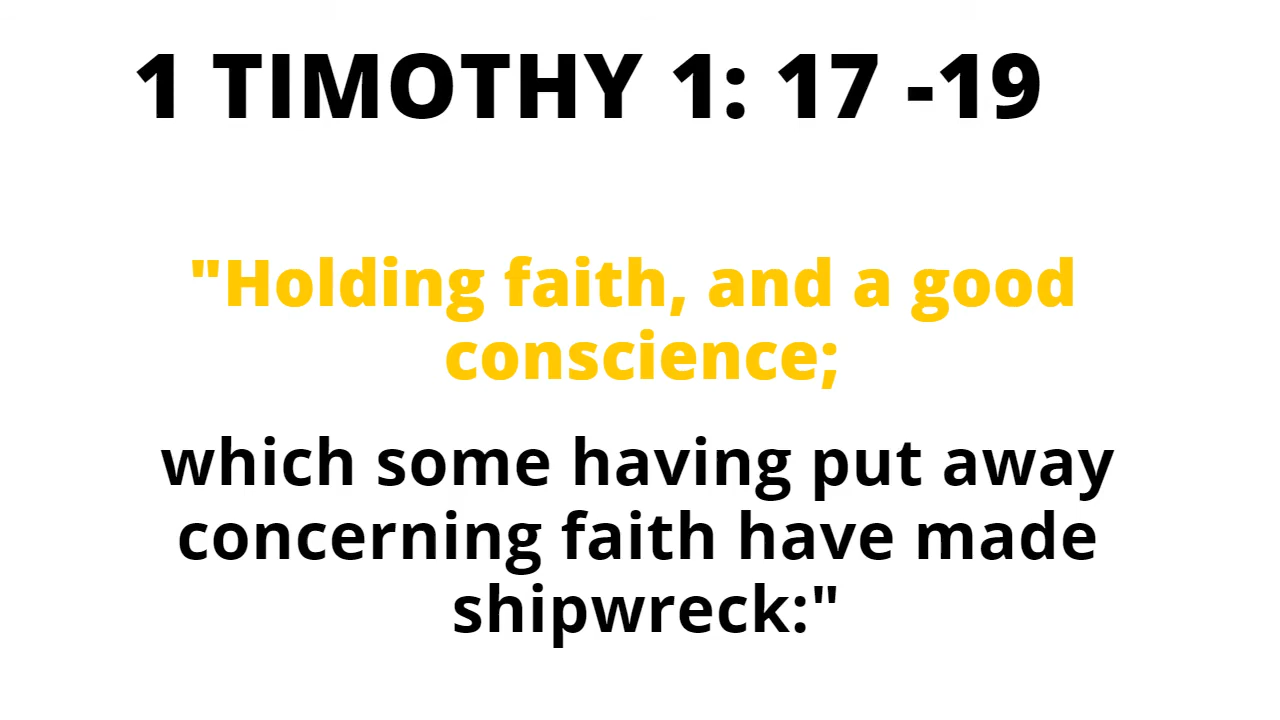 1 TIMOTHY 1: 17 -19
"Holding faith, and a good
conscience;
which some having put away
concerning faith have made
shipwreck:"